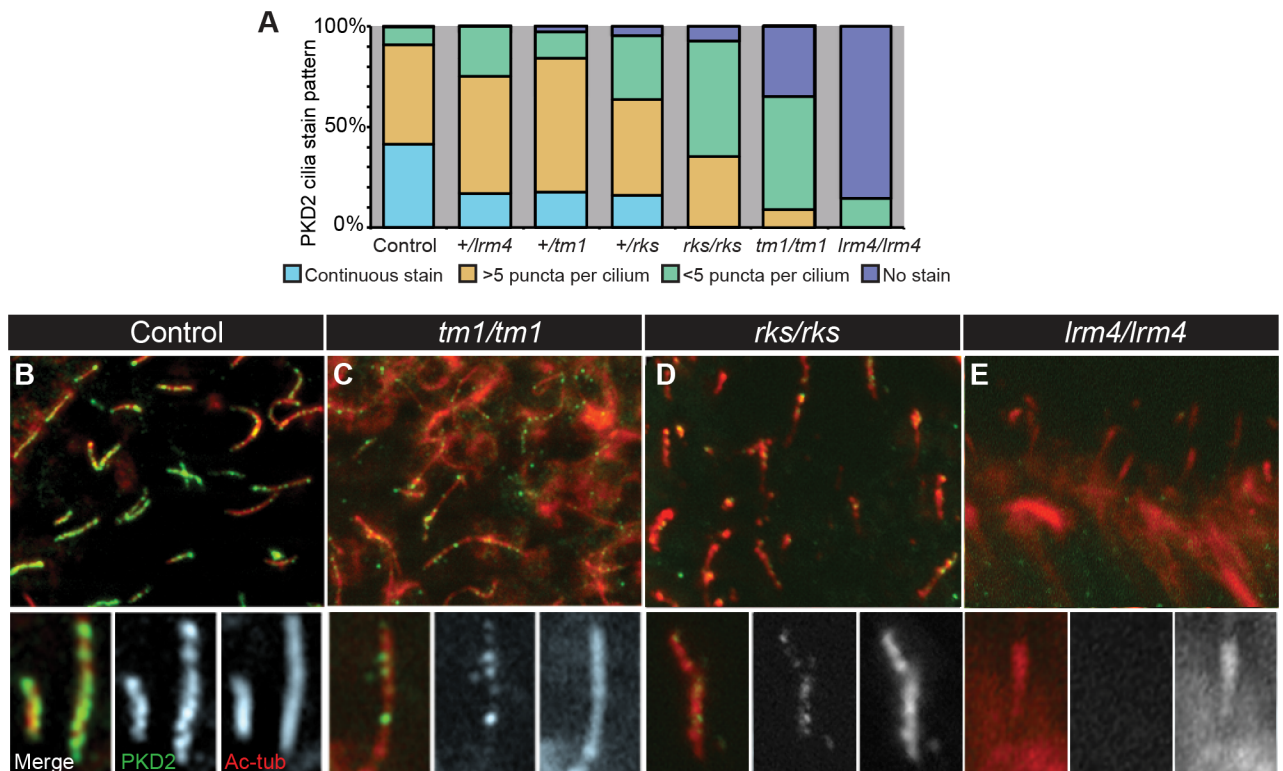 A
PKD2 cilia stain pattern
100%
50%
0%
Control +/lrm4 +/tm1 +/rks rks/rks tm1/tm1 lrm4/lrm4
Continuous stain >5 puncta per cilium <5 puncta per cilium No stain
Control tm1/tm1 rks/rks lrm4/lrm4
B C D E
Merge PKD2 Ac-tub